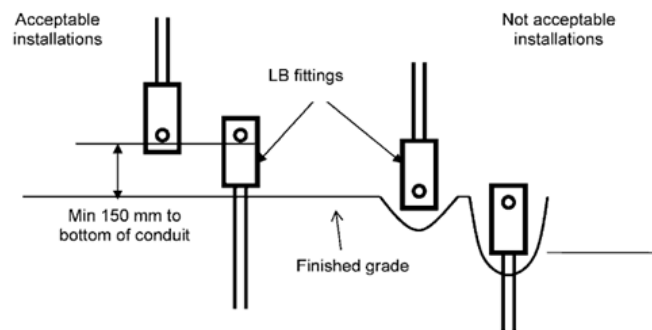 Acceptable
installations
Not acceptable
installations
LB fittings
Min 150 mm to
bottom of conduit
Finished grade